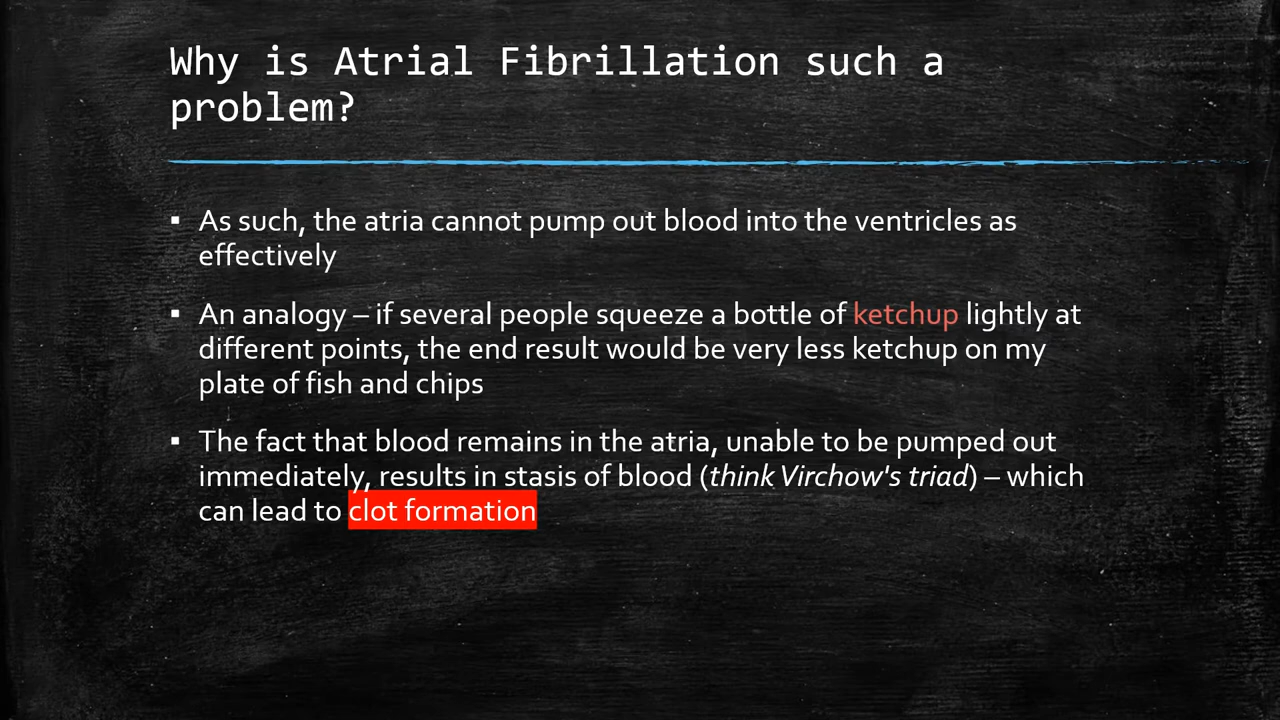 Why is Atrial Fibrillation such a
problem?
▪ As such, the atria cannot pump out blood into the ventricles as
effectively
▪ An analogy – if several people squeeze a bottle of ketchup lightly at
different points, the end result would be very less ketchup on my
plate of fish and chips
▪ The fact that blood remains in the atria, unable to be pumped out
immediately, results in stasis of blood (think Virchow's triad) – which
can lead to clot formation